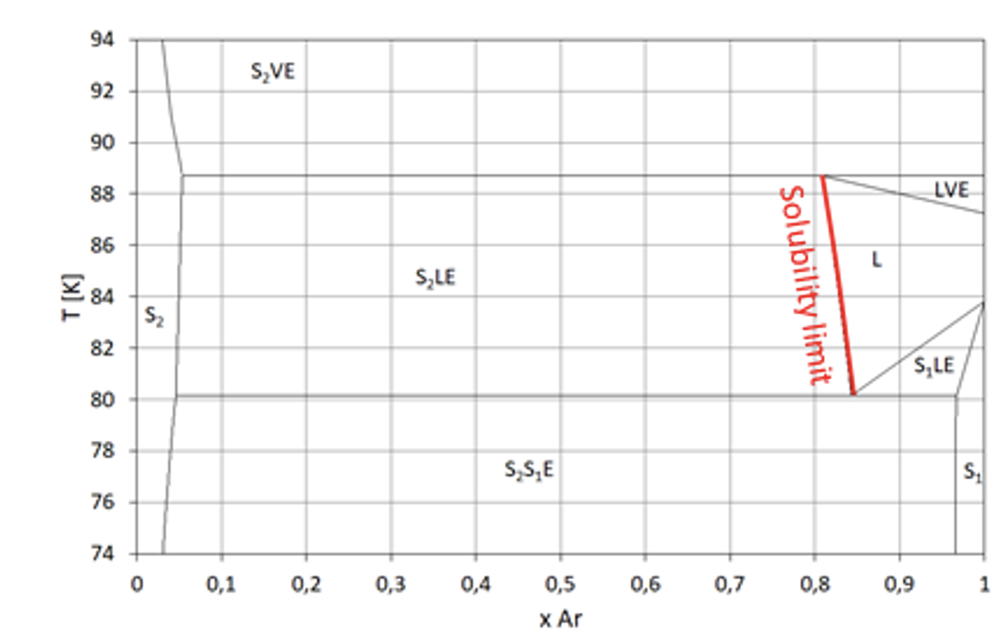 94
92
90
88
86
84
82
80
78
76
74
T [K]
S₂VE
LVE
L
S₂LE
S₂
S₁LE
S₂S₁E
S₁
Solubility limit
0 0,1 0,2 0,3 0,4 0,5 0,6 0,7 0,8 0,9 1
x Ar